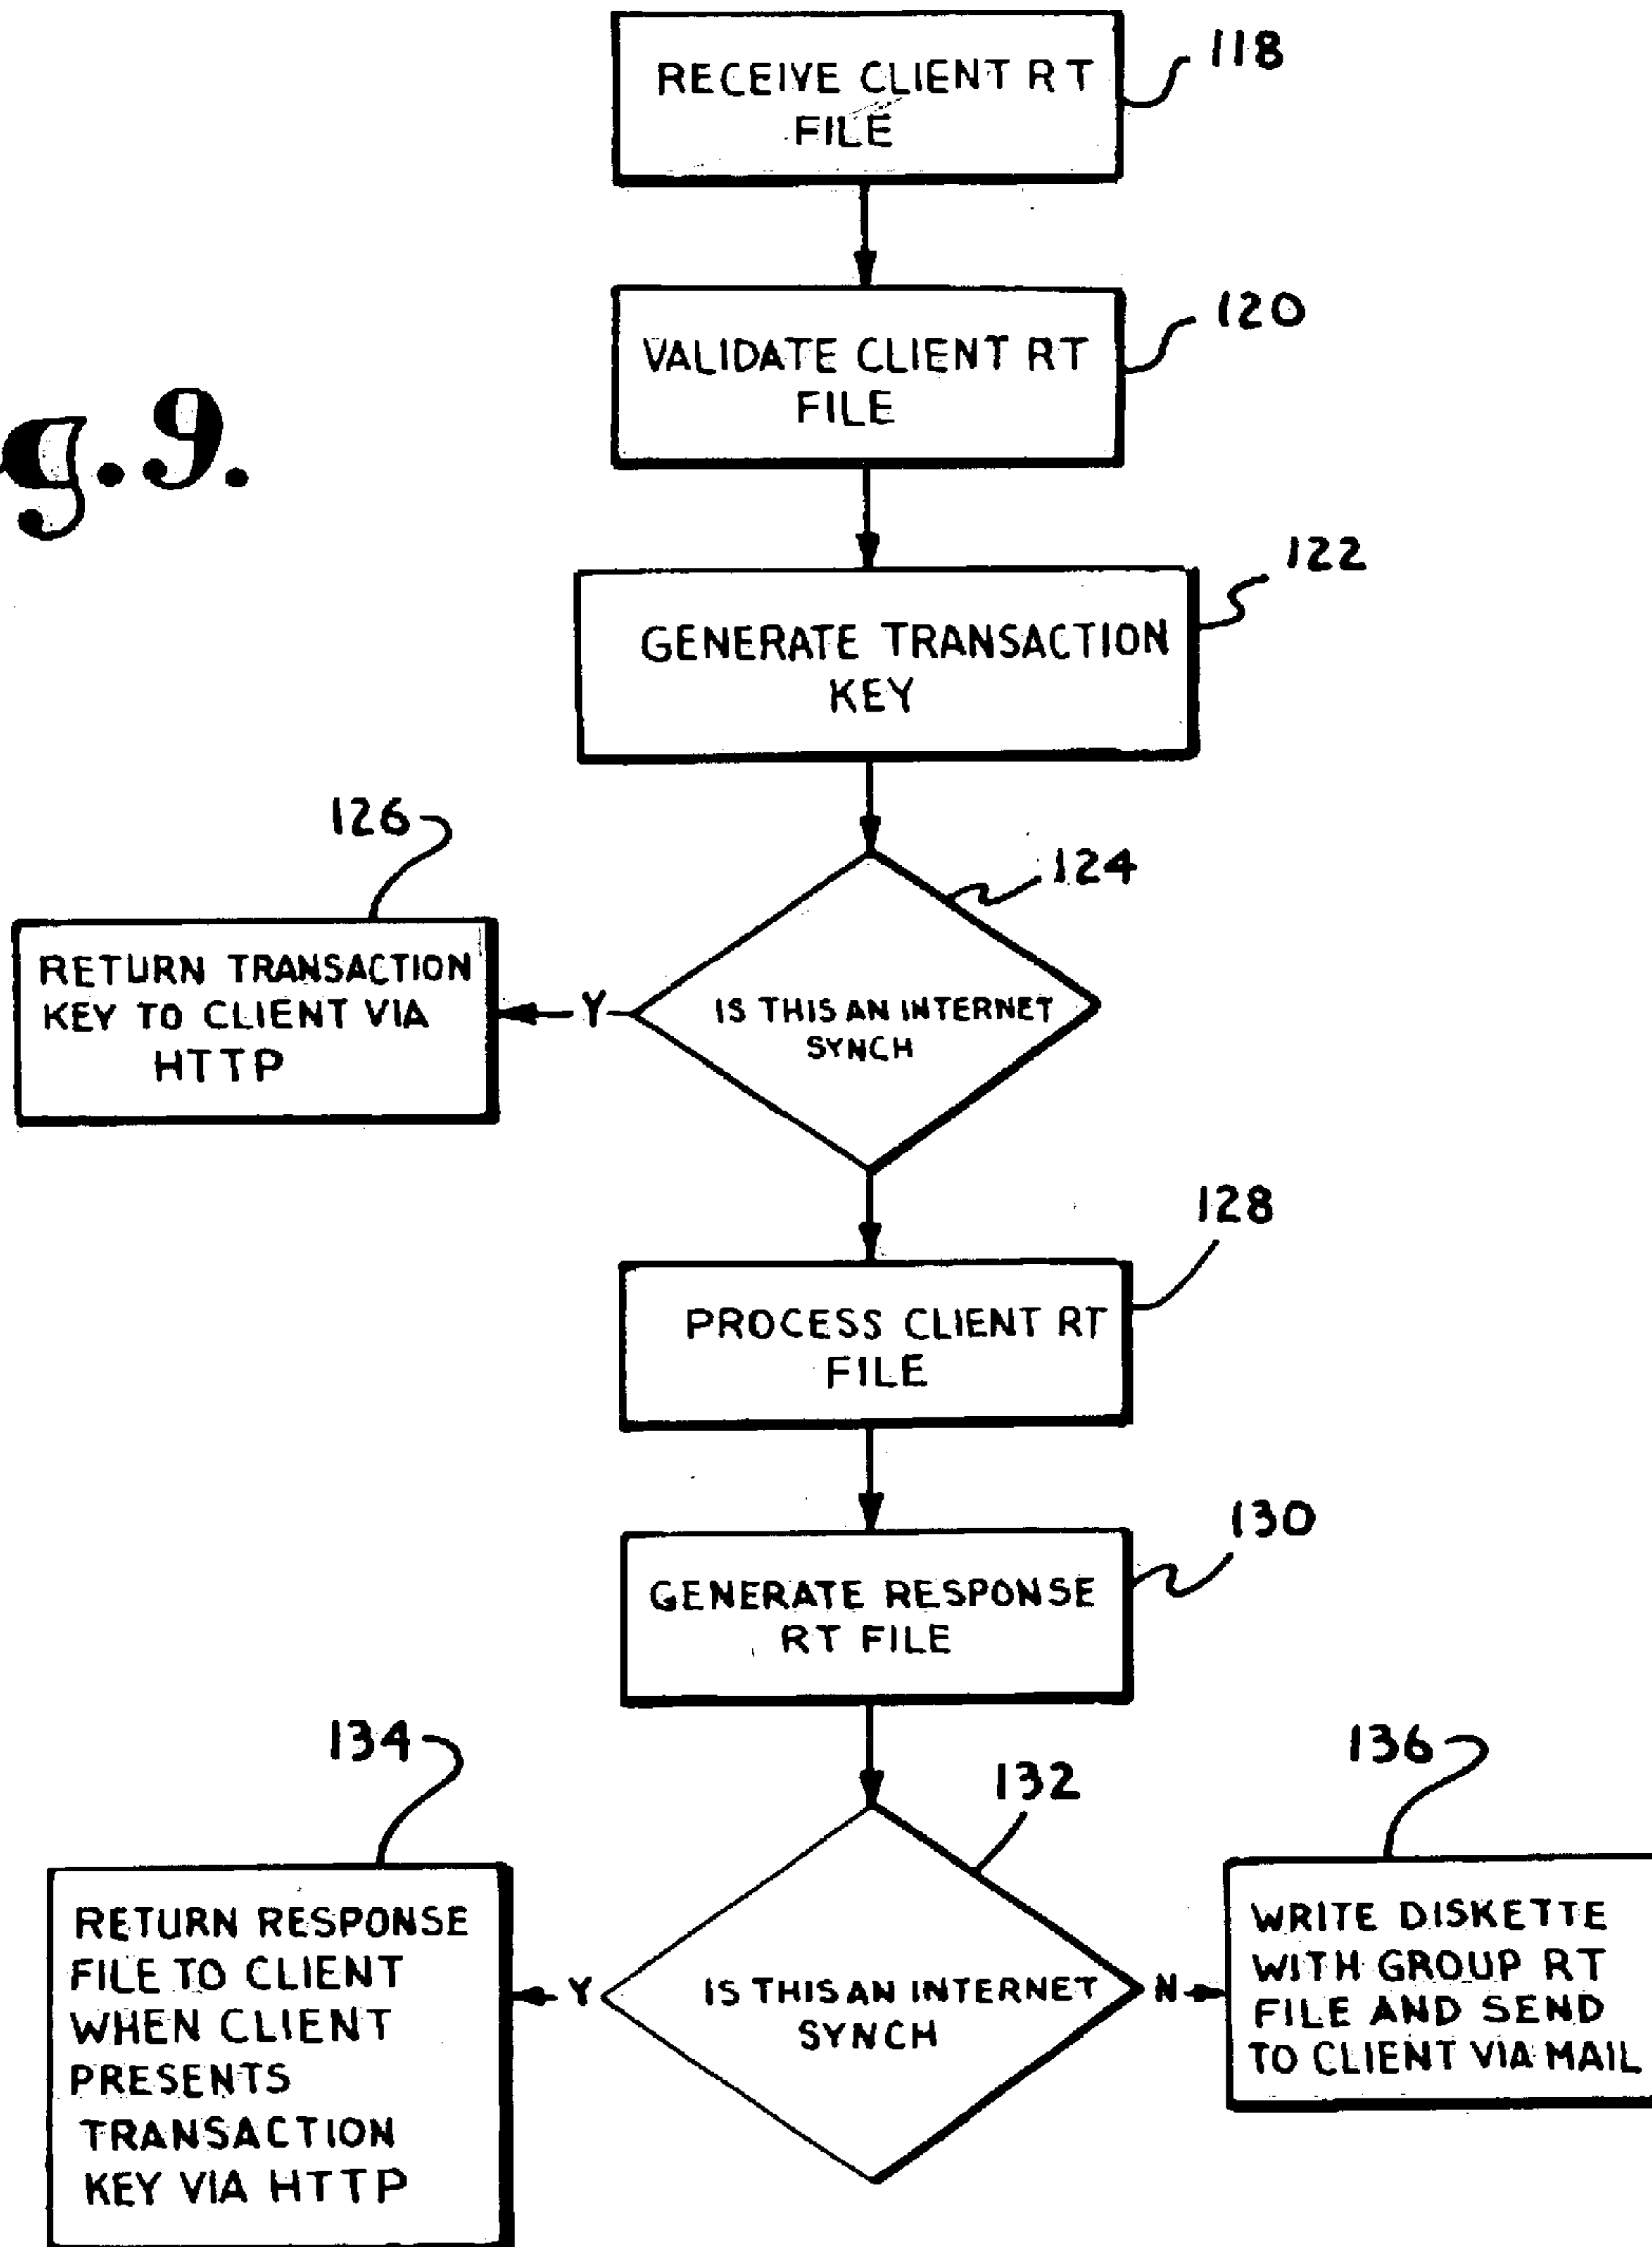 g.9.
RECEIVE CLIENT RT
FILE
118
VALIDATE CLIENT RT
FILE
120
GENERATE TRANSACTION
KEY
122
126
124
RETURN TRANSACTION
KEY TO CLIENT VIA
HTTP
Y
IS THIS AN INTERNET
SYNCH
128
PROCESS CLIENT RT
FILE
130
GENERATE RESPONSE
RT FILE
134
132
136
RETURN RESPONSE
FILE TO CLIENT
WHEN CLIENT
PRESENTS
TRANSACTION
KEY VIA HTTP
Y
IS THIS AN INTERNET
SYNCH
N
WRITE DISKETTE
WITH GROUP RT
FILE AND SEND
TO CLIENT VIA MAIL